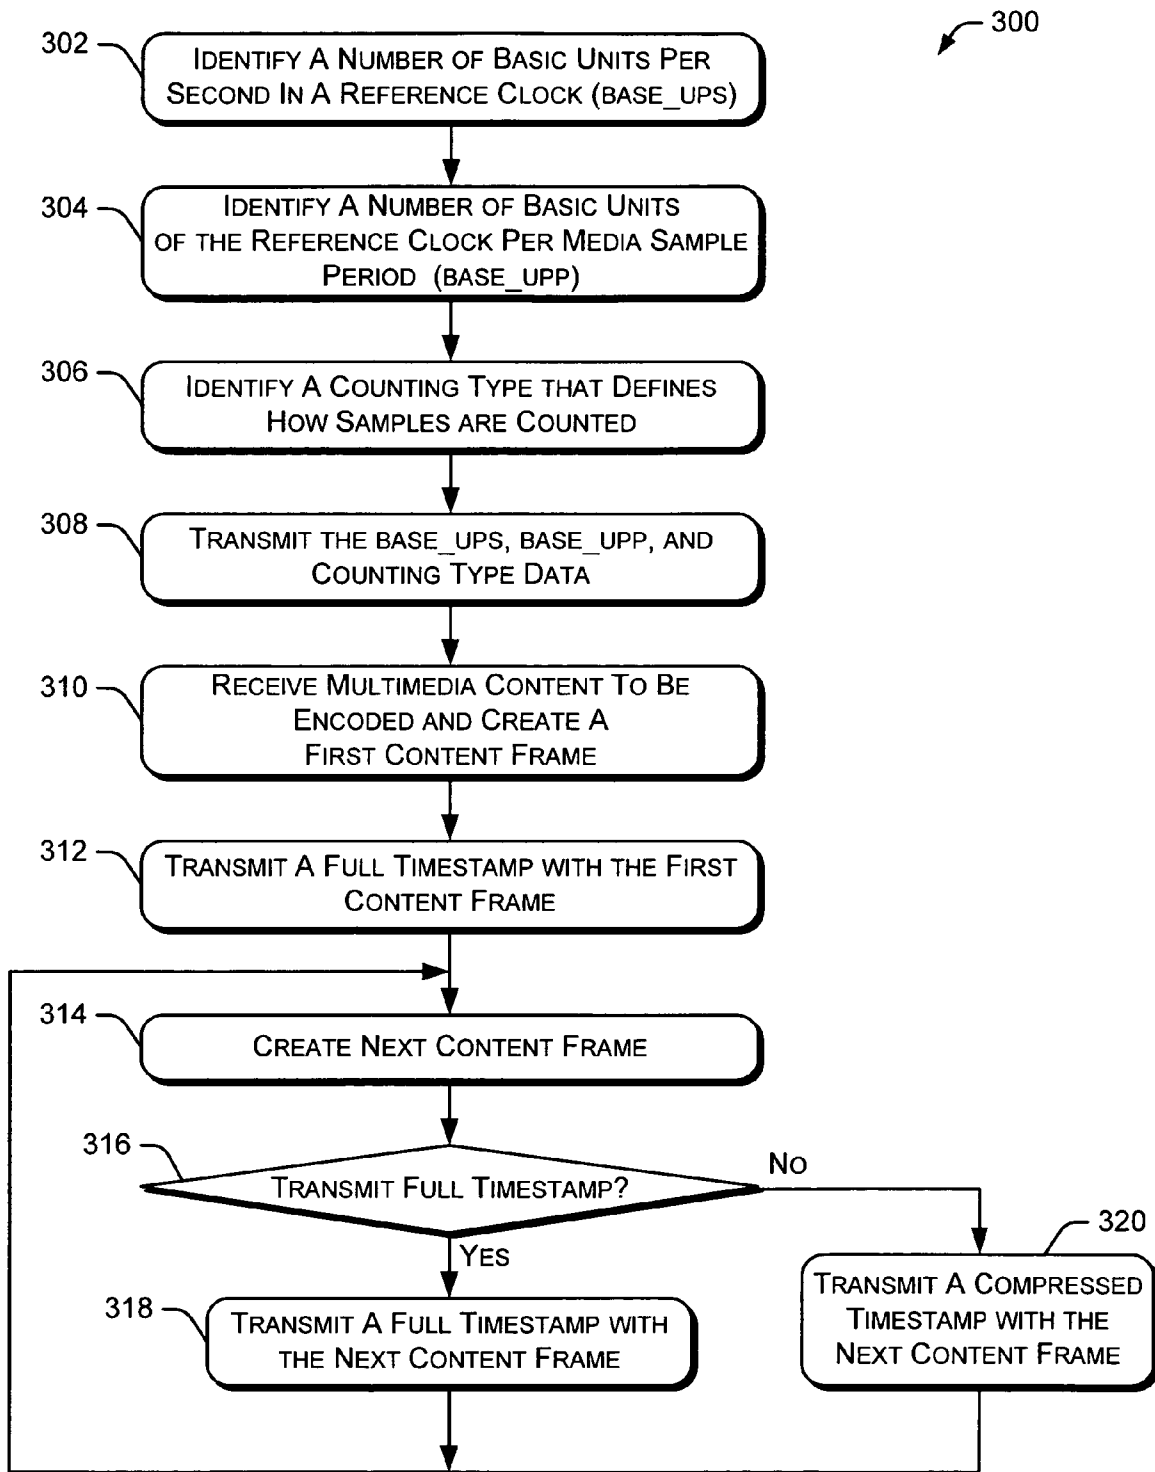 300
302
IDENTIFY A NUMBER OF BASIC UNITS PER
SECOND IN A REFERENCE CLOCK (BASE_UPS)
304
IDENTIFY A NUMBER OF BASIC UNITS
OF THE REFERENCE CLOCK PER MEDIA SAMPLE
PERIOD (BASE_UPP)
306
IDENTIFY A COUNTING TYPE THAT DEFINES
HOW SAMPLES ARE COUNTED
308
TRANSMIT THE BASE_UPS, BASE_UPP, AND
COUNTING TYPE DATA
310
RECEIVE MULTIMEDIA CONTENT TO BE
ENCODED AND CREATE A
FIRST CONTENT FRAME
312
TRANSMIT A FULL TIMESTAMP WITH THE FIRST
CONTENT FRAME
314
CREATE NEXT CONTENT FRAME
316
TRANSMIT FULL TIMESTAMP?
NO
YES
318
TRANSMIT A FULL TIMESTAMP WITH
THE NEXT CONTENT FRAME
320
TRANSMIT A COMPRESSED
TIMESTAMP WITH THE
NEXT CONTENT FRAME